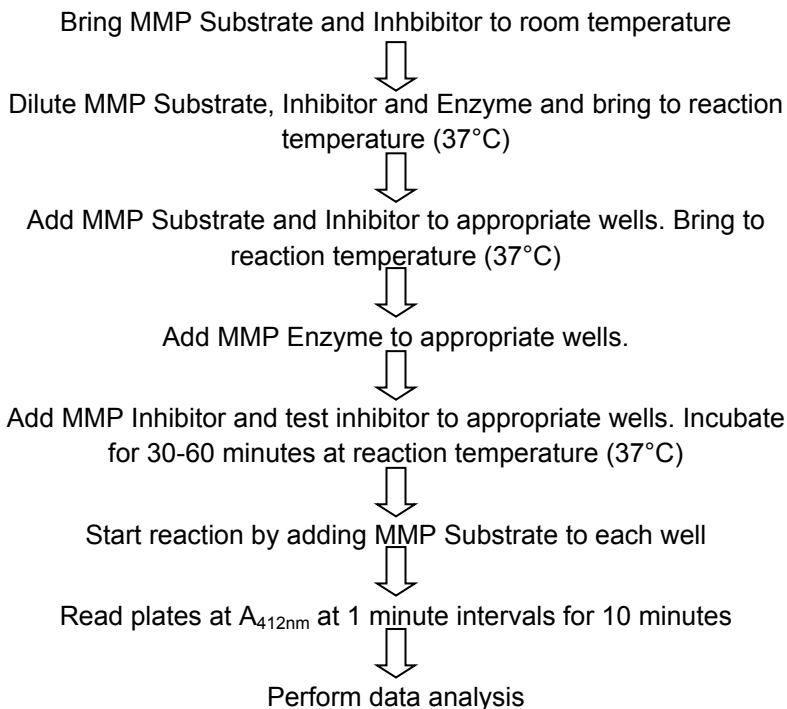 Bring MMP Substrate and Inhbibitor to room temperature
Dilute MMP Substrate, Inhibitor and Enzyme and bring to reaction
temperature (37°C)
Add MMP Substrate and Inhibitor to appropriate wells. Bring to
reaction temperature (37°C)
Add MMP Enzyme to appropriate wells.
Add MMP Inhibitor and test inhibitor to appropriate wells. Incubate
for 30-60 minutes at reaction temperature (37°C)
Start reaction by adding MMP Substrate to each well
Read plates at A412nm at 1 minute intervals for 10 minutes
Perform data analysis